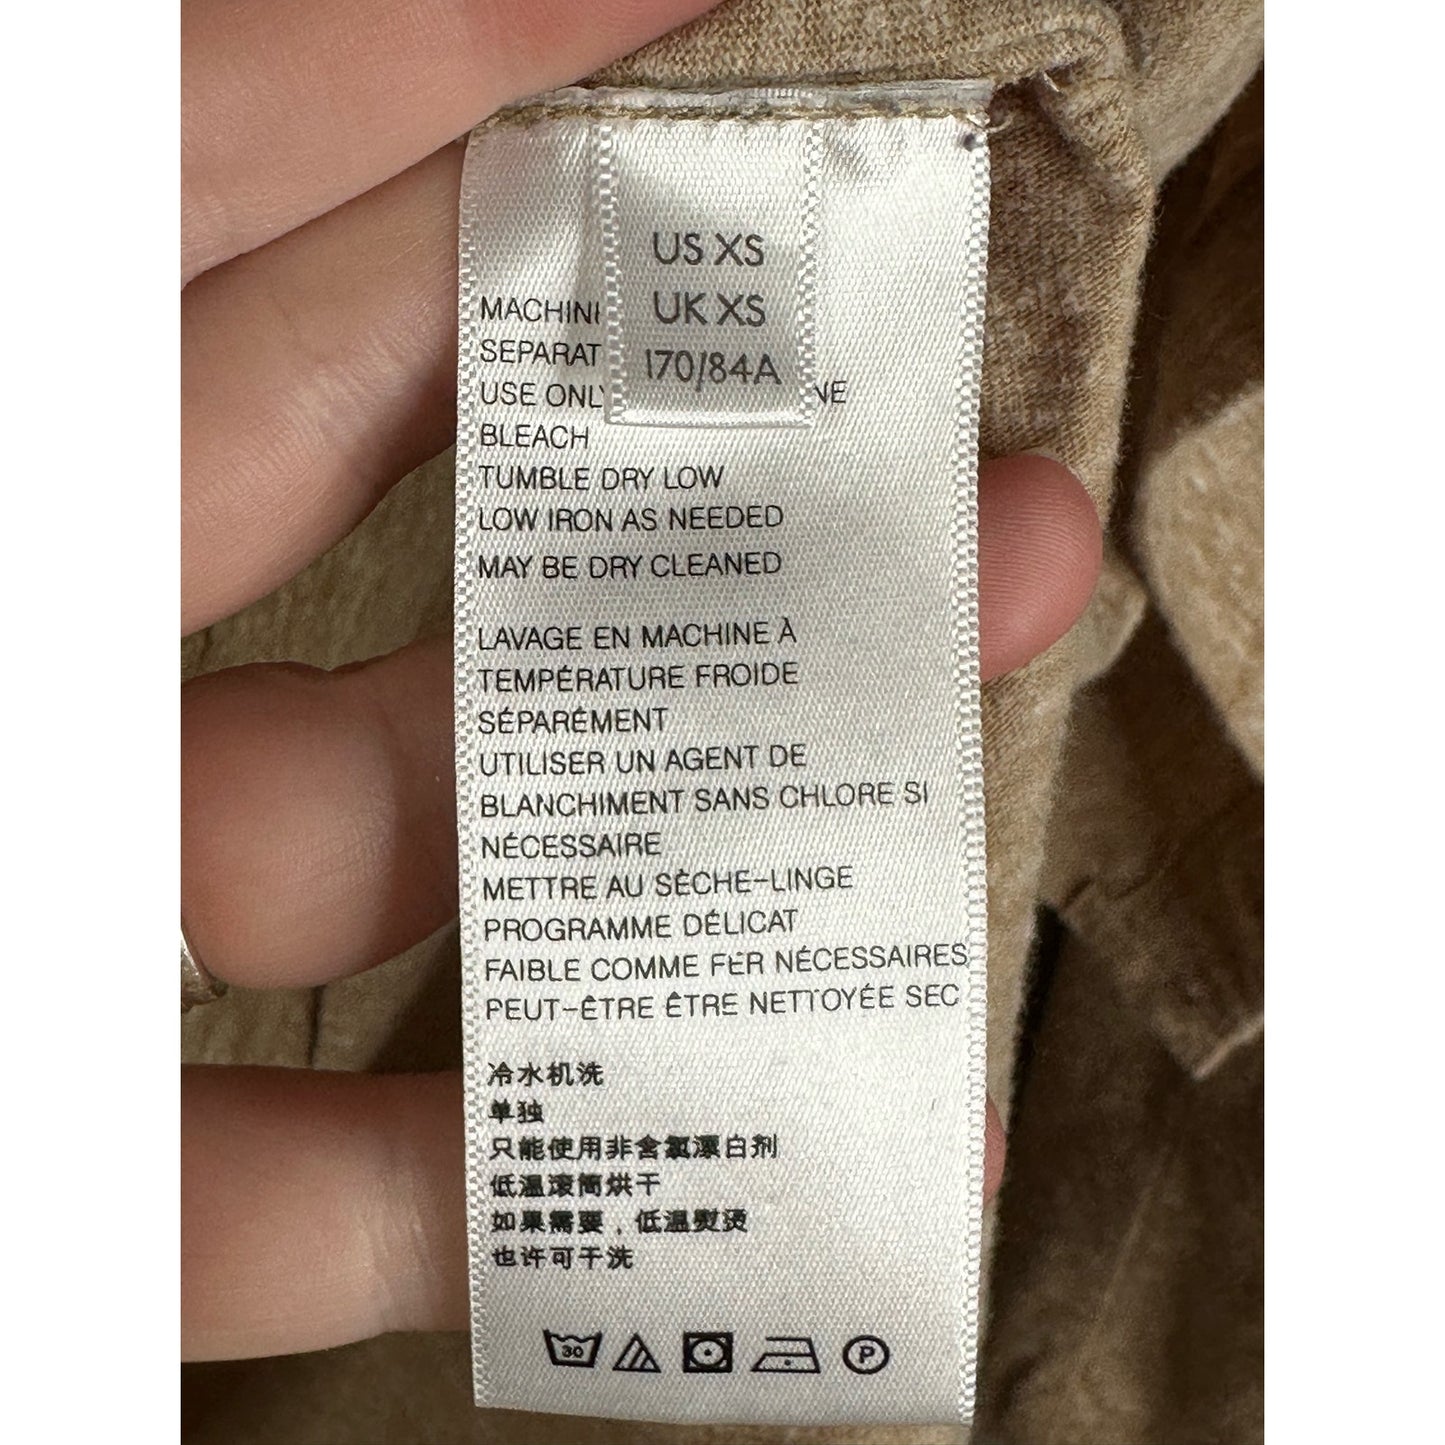 US XS
UK XS
170/84A
USE
BLEACH
TUMBLE DRY LOW
LOW IRON AS NEEDED
MAY BE DRY CLEANED
LAVAGE EN MACHINE À
TEMPÉRATURE FROIDE
SÉPARÉMENT
UTILISER UN AGENT DE
BLANCHIMENT SANS CHLORE SI
NÉCESSAIRE
METTRE AU SÈCHE-LINGE
PROGRAMME DÉLICAT
FAIBLE COMME FER NÉCESSAIRES
PEUT-ÊTRE ÊTRE NETTOYÉE SEC
冷水机洗
单独
只能使用非含氯漂白剂
低温滚筒烘干
如果需要，低温熨烫
也许可干洗
30 P